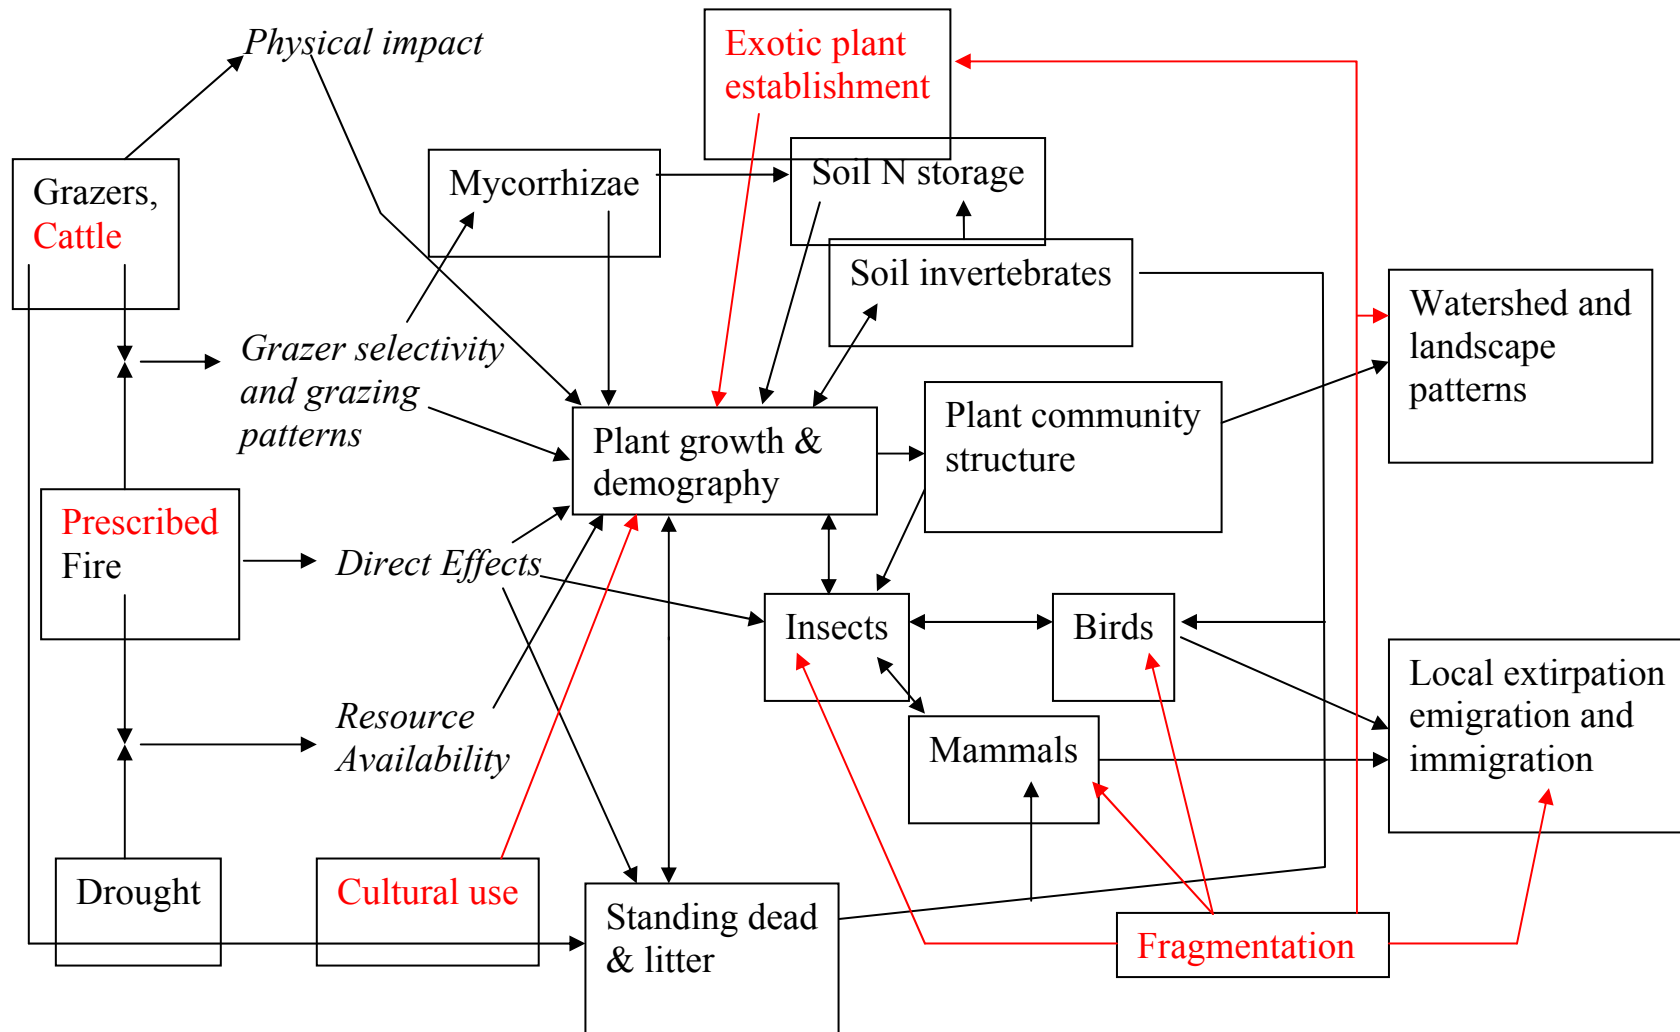 Physical impact
Exotic plant
establishment
Grazers,
Cattle
Mycorrhizae
Soil N storage
Soil invertebrates
Watershed and
landscape
patterns
Grazer selectivity
and grazing
patterns
Plant growth &
demography
Plant community
structure
Prescribed
Fire
Direct Effects
Insects
Birds
Local extirpation
emigration and
immigration
Resource
Availability
Mammals
Drought
Cultural use
Standing dead
& litter
Fragmentation